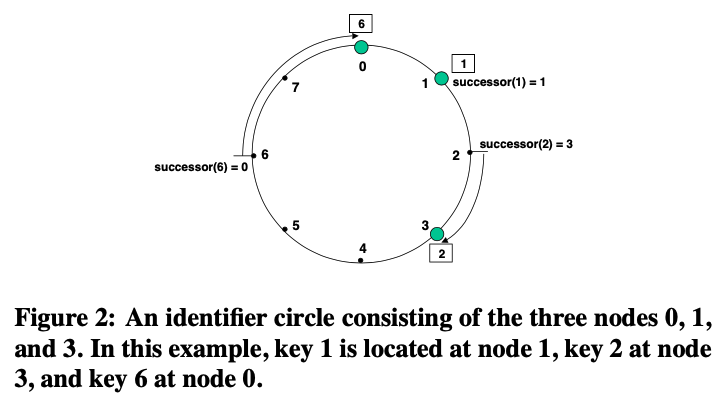 6
0
1
1
successor(1) = 1
7
successor(2) = 3
2
6
successor(6) = 0
3
5
2
4
Figure 2: An identifier circle consisting of the three nodes 0, 1,
and 3. In this example, key 1 is located at node 1, key 2 at node
3, and key 6 at node 0.